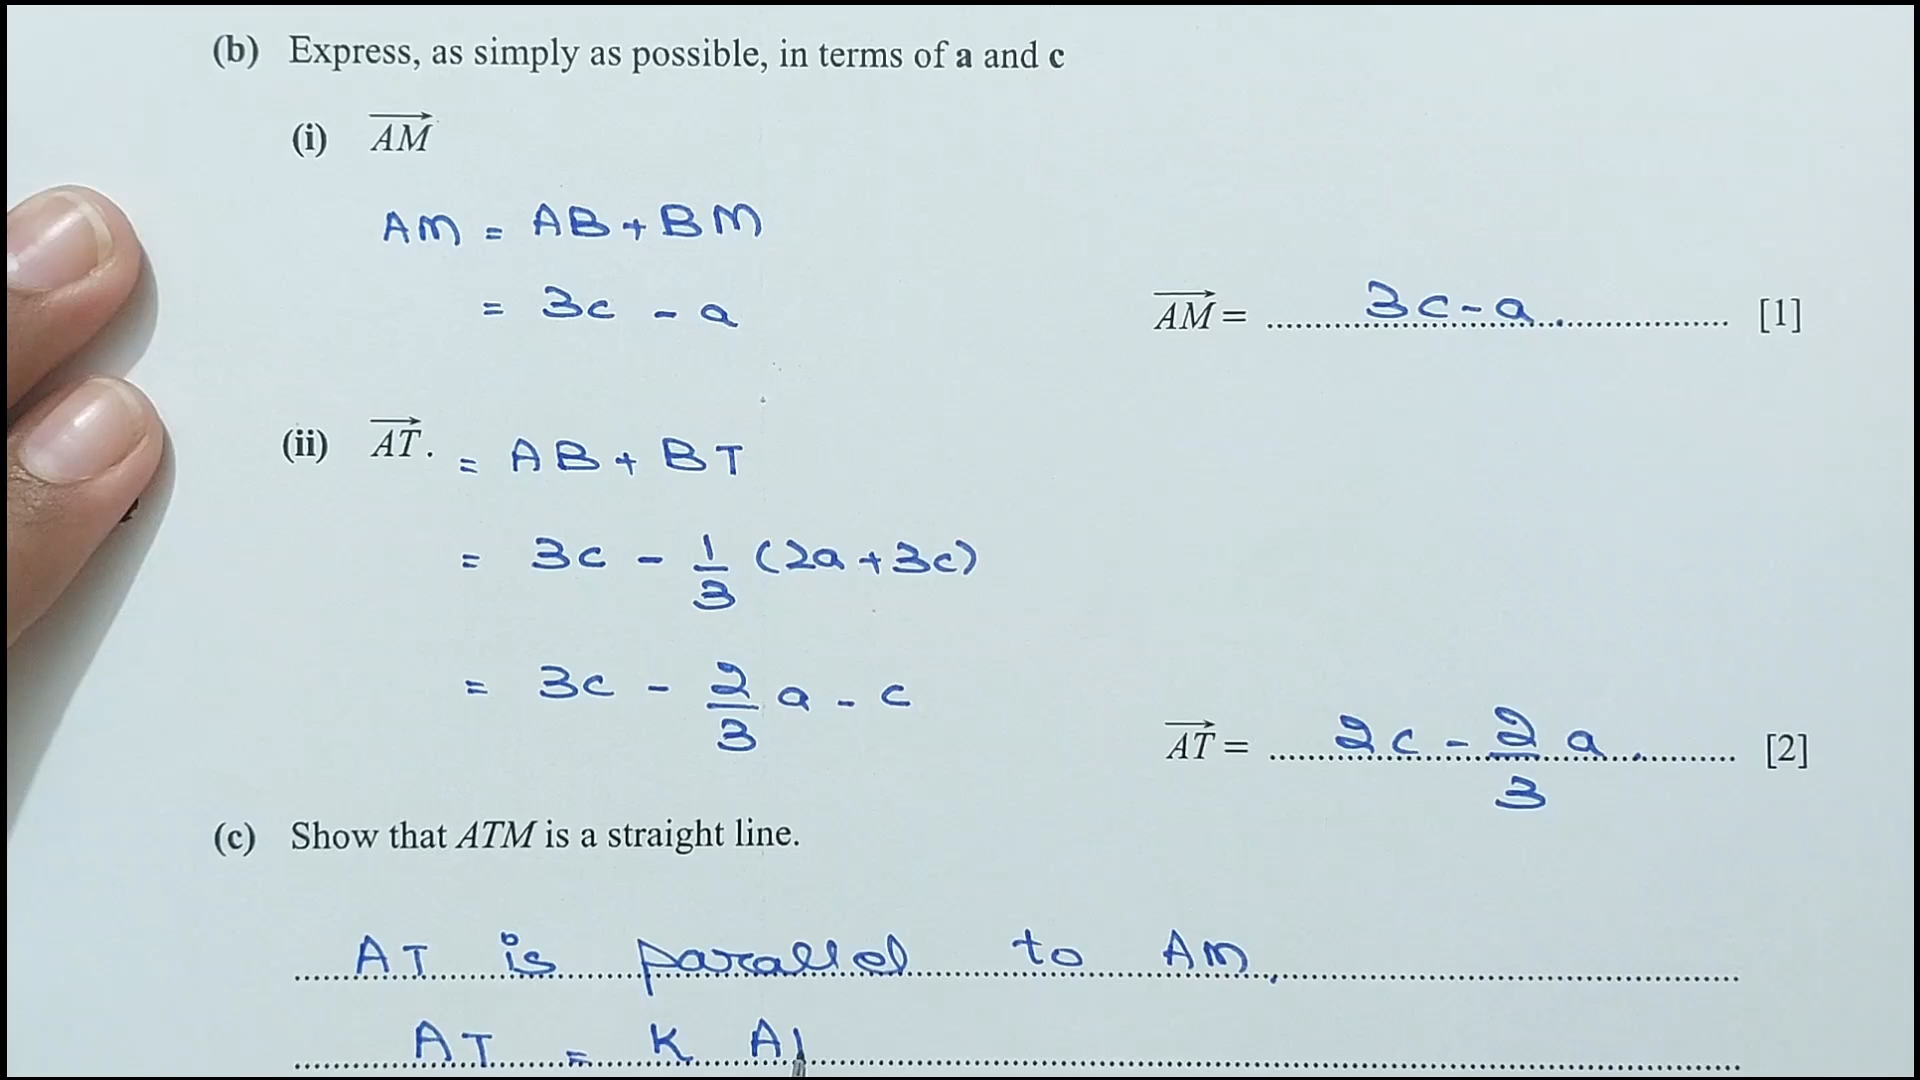 (b) Express, as simply as possible, in terms of a and c
(i) AM
AM = AB + BM
= 3c - a
AM = 3c - a [1]
(ii) AT. = AB + BT
= 3c - 1/3 (2a + 3c)
= 3c - 2/3 a - c
AT = 2c - 2/3 a [2]
(c) Show that ATM is a straight line.
AT is parallel to AM.
AT = K A